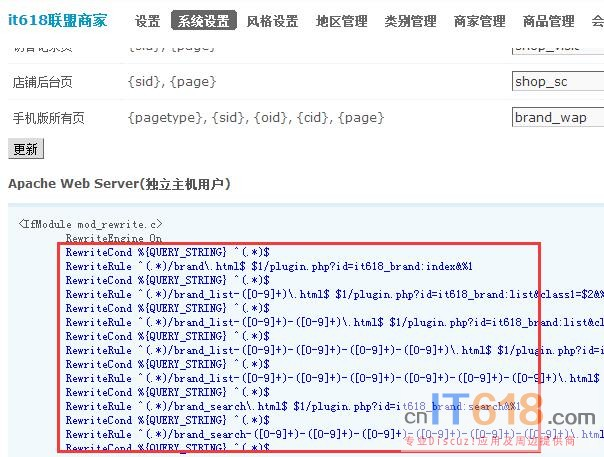 it618联盟商家 设置 系统设置 风格设置 地区管理 类别管理 商家管理 商品管理 会
{sid}, {page}
店铺后台页 {sid}, {page} shop_sc
手机版所有页 {pagetype}, {sid}, {oid}, {cid}, {page} brand_wap
更新
Apache Web Server(独立主机用户)
<IfModule mod_rewrite.c>
RewriteEngine On
RewriteCond %{QUERY_STRING} ^(.*)$
RewriteRule ^(.*)/brand\.html$ $1/plugin.php?id=it618_brand:index&%1
RewriteCond %{QUERY_STRING} ^(.*)$
RewriteRule ^(.*)/brand_list-([0-9]+)\.html$ $1/plugin.php?id=it618_brand:list&class1=$2&%
RewriteCond %{QUERY_STRING} ^(.*)$
RewriteRule ^(.*)/brand_list-([0-9]+)-([0-9]+)\.html$ $1/plugin.php?id=it618_brand:list&cl
RewriteCond %{QUERY_STRING} ^(.*)$
RewriteRule ^(.*)/brand_list-([0-9]+)-([0-9]+)-([0-9]+)-([0-9]+)\.html$ $1/plugin.php?id=i
RewriteCond %{QUERY_STRING} ^(.*)$
RewriteRule ^(.*)/brand_list-([0-9]+)-([0-9]+)-([0-9]+)-([0-9]+)-([0-9]+)\.html$
RewriteCond %{QUERY_STRING} ^(.*)$
RewriteRule ^(.*)/brand_search\.html$ $1/plugin.php?id=it618_brand:search&%1
RewriteCond %{QUERY_STRING} ^(.*)$
RewriteRule ^(.*)/brand_search-([0-9]+)-([0-9]+)-([0-9]+)-([0-9]+)-([0-9]+)\.html
RewriteCond %{QUERY_STRING} ^(.*)$
cnIT618.com
专业Discuz!应用及周边提供商